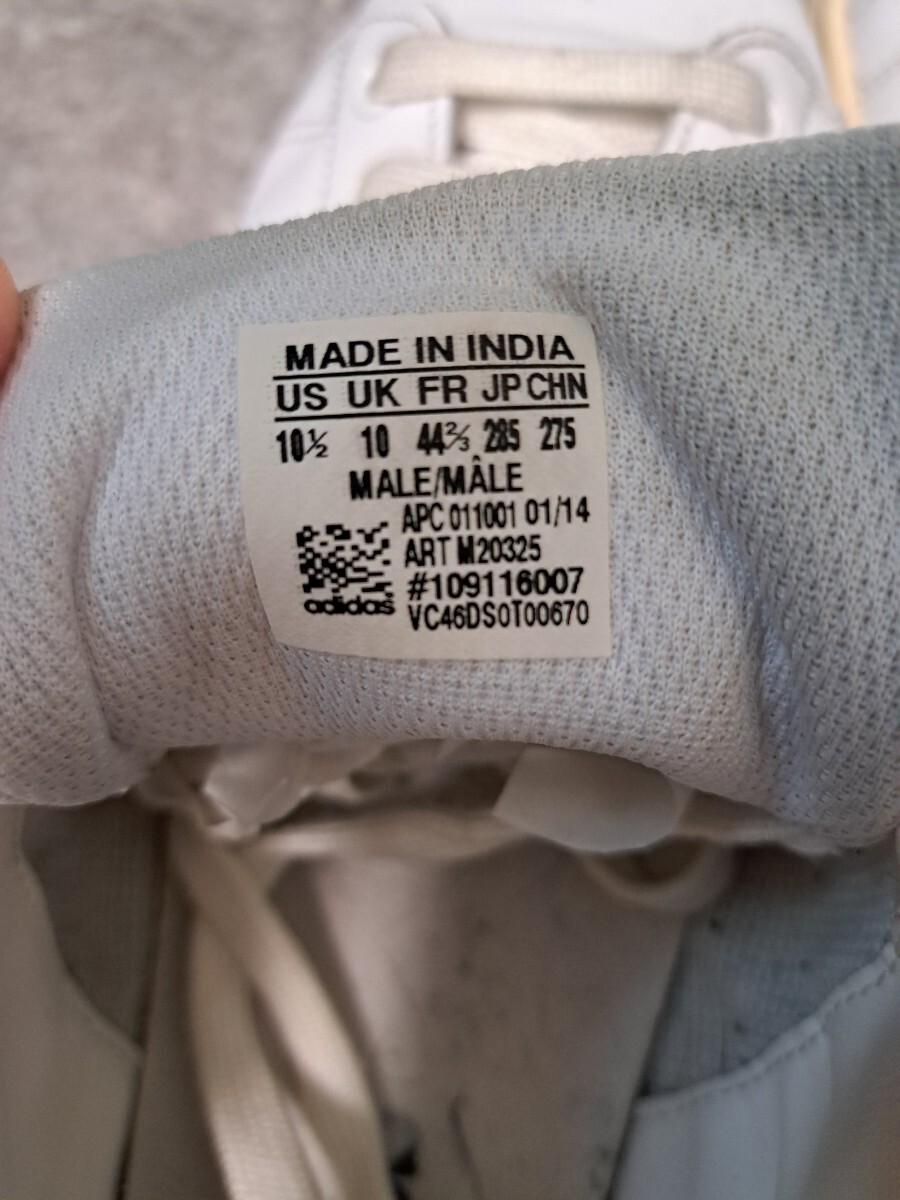 MADE IN INDIA
US UK FR JP CHN
10½ 10 44⅔ 285 275
MALE/MÂLE
APC 011001 01/14
ART M20325
#109116007
adidas
VC46DS0T00670